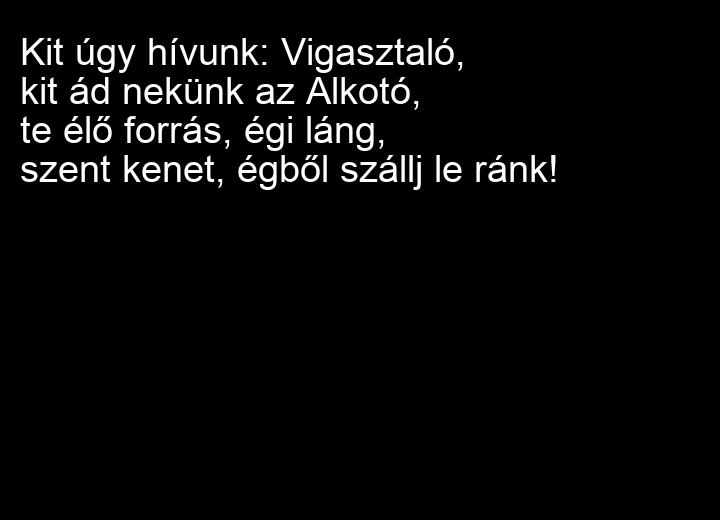 Kit úgy hívunk: Vigasztaló,
kit ád nekünk az Alkotó,
te élő forrás, égi láng,
szent kenet, égből szállj le ránk!